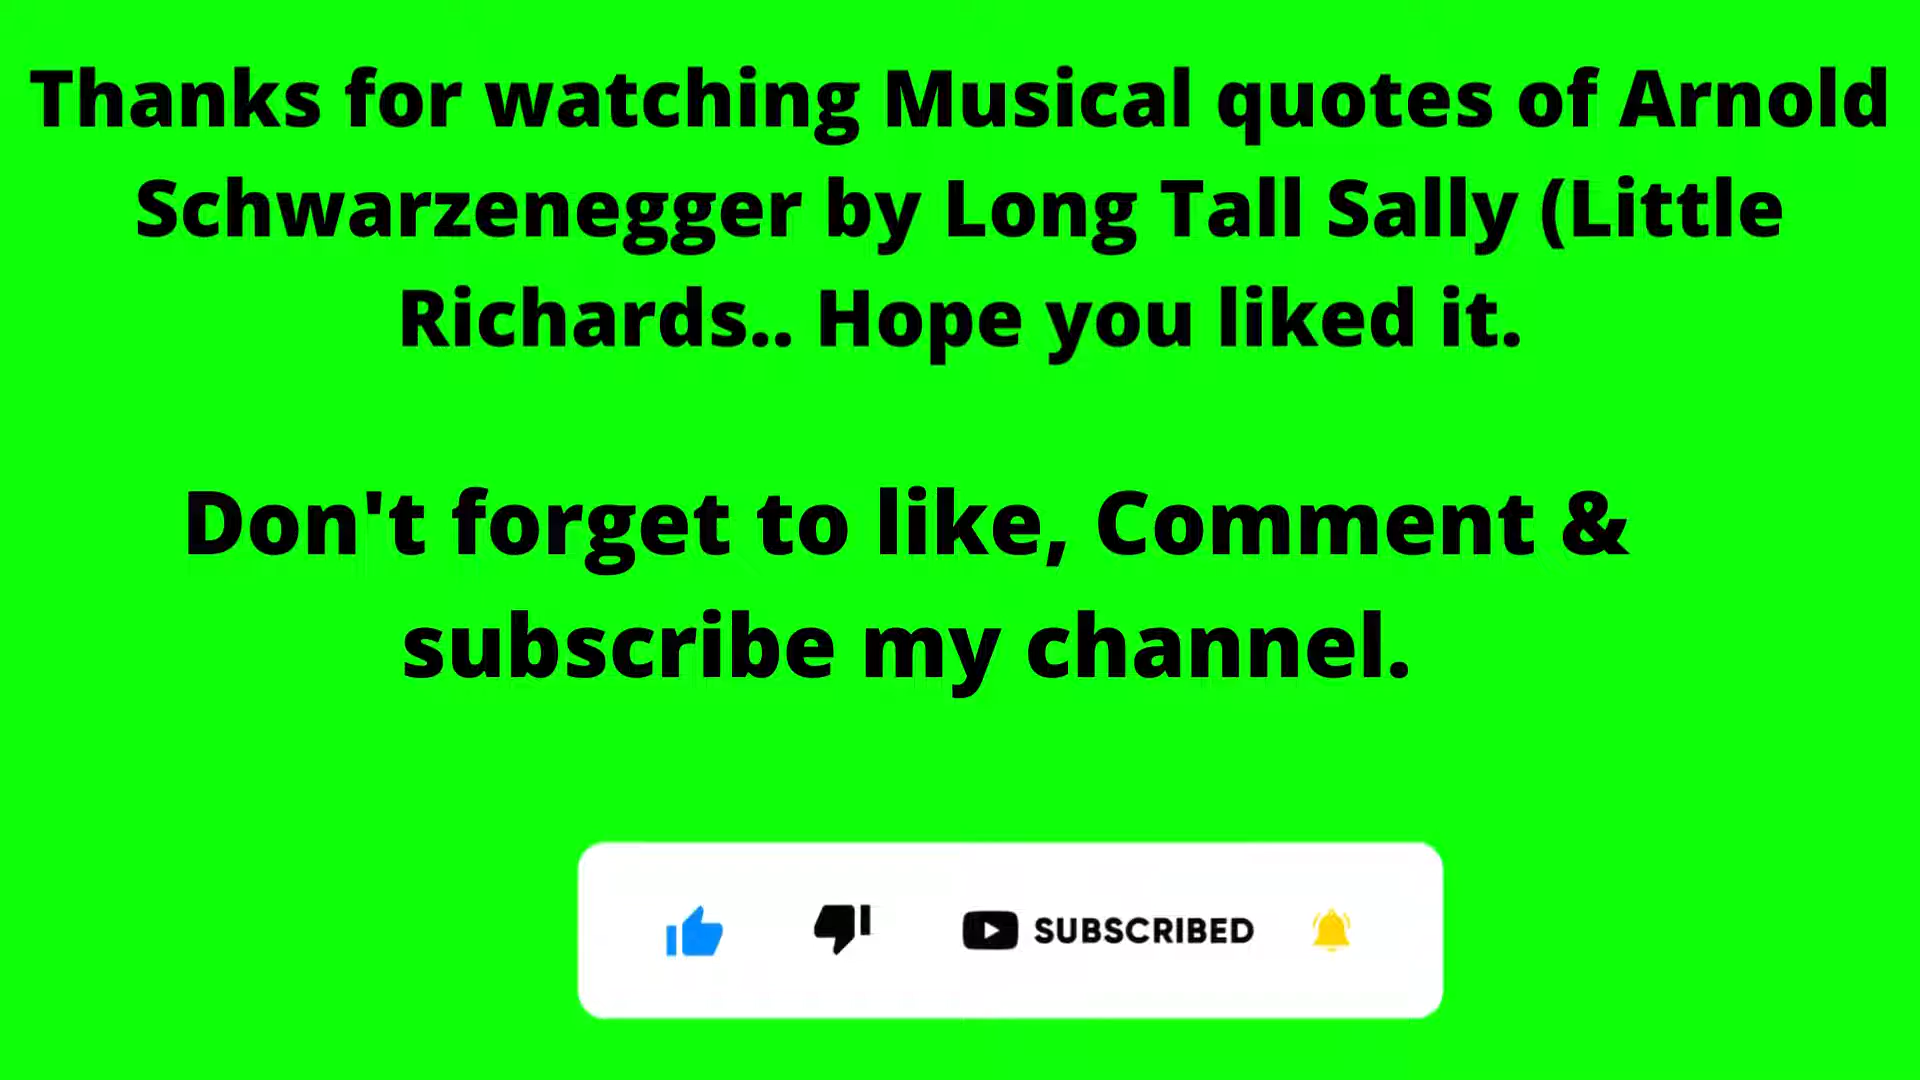 Thanks for watching Musical quotes of Arnold
Schwarzenegger by Long Tall Sally (Little
Richards.. Hope you liked it.
Don't forget to like, Comment &
subscribe my channel.
SUBSCRIBED